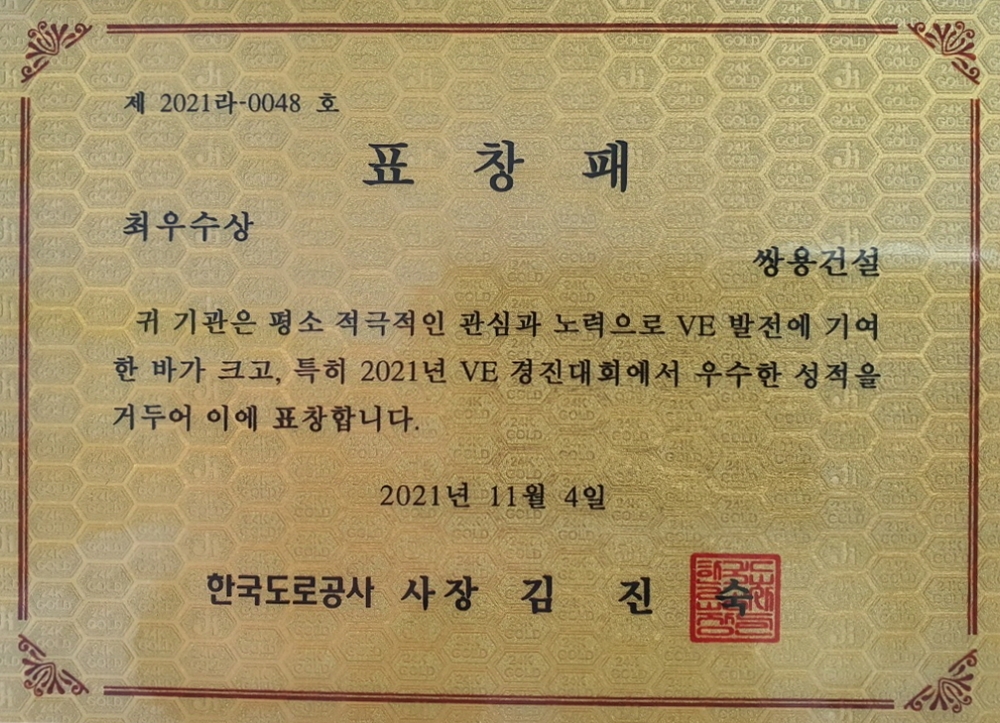 제 2021라-0048 호
표 창 패
최우수상
쌍용건설
귀 기관은 평소 적극적인 관심과 노력으로 VE 발전에 기여
한 바가 크고, 특히 2021년 VE 경진대회에서 우수한 성적을
거두어 이에 표창합니다.
2021년 11월 4일
한국도로공사 사장 김 진 숙